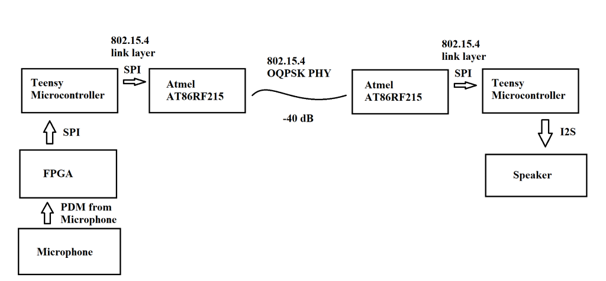 802.15.4
link layer
SPI
Teensy
Microcontroller
Atmel
AT86RF215
802.15.4
OQPSK PHY
-40 dB
Atmel
AT86RF215
802.15.4
link layer
SPI
Teensy
Microcontroller
SPI
I2S
FPGA
Speaker
PDM from
Microphone
Microphone